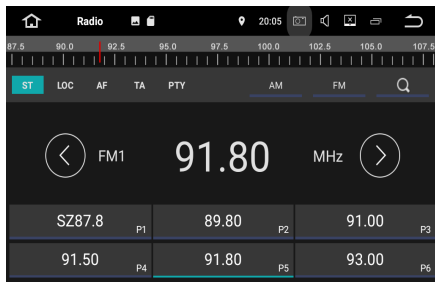 Radio 20:05
87.5 90.0 92.5 95.0 97.5 100.0 102.5 105.0 107.5
ST LOC AF TA PTY AM FM
FM1 91.80 MHz
SZ87.8 P1 89.80 P2 91.00 P3
91.50 P4 91.80 P5 93.00 P6